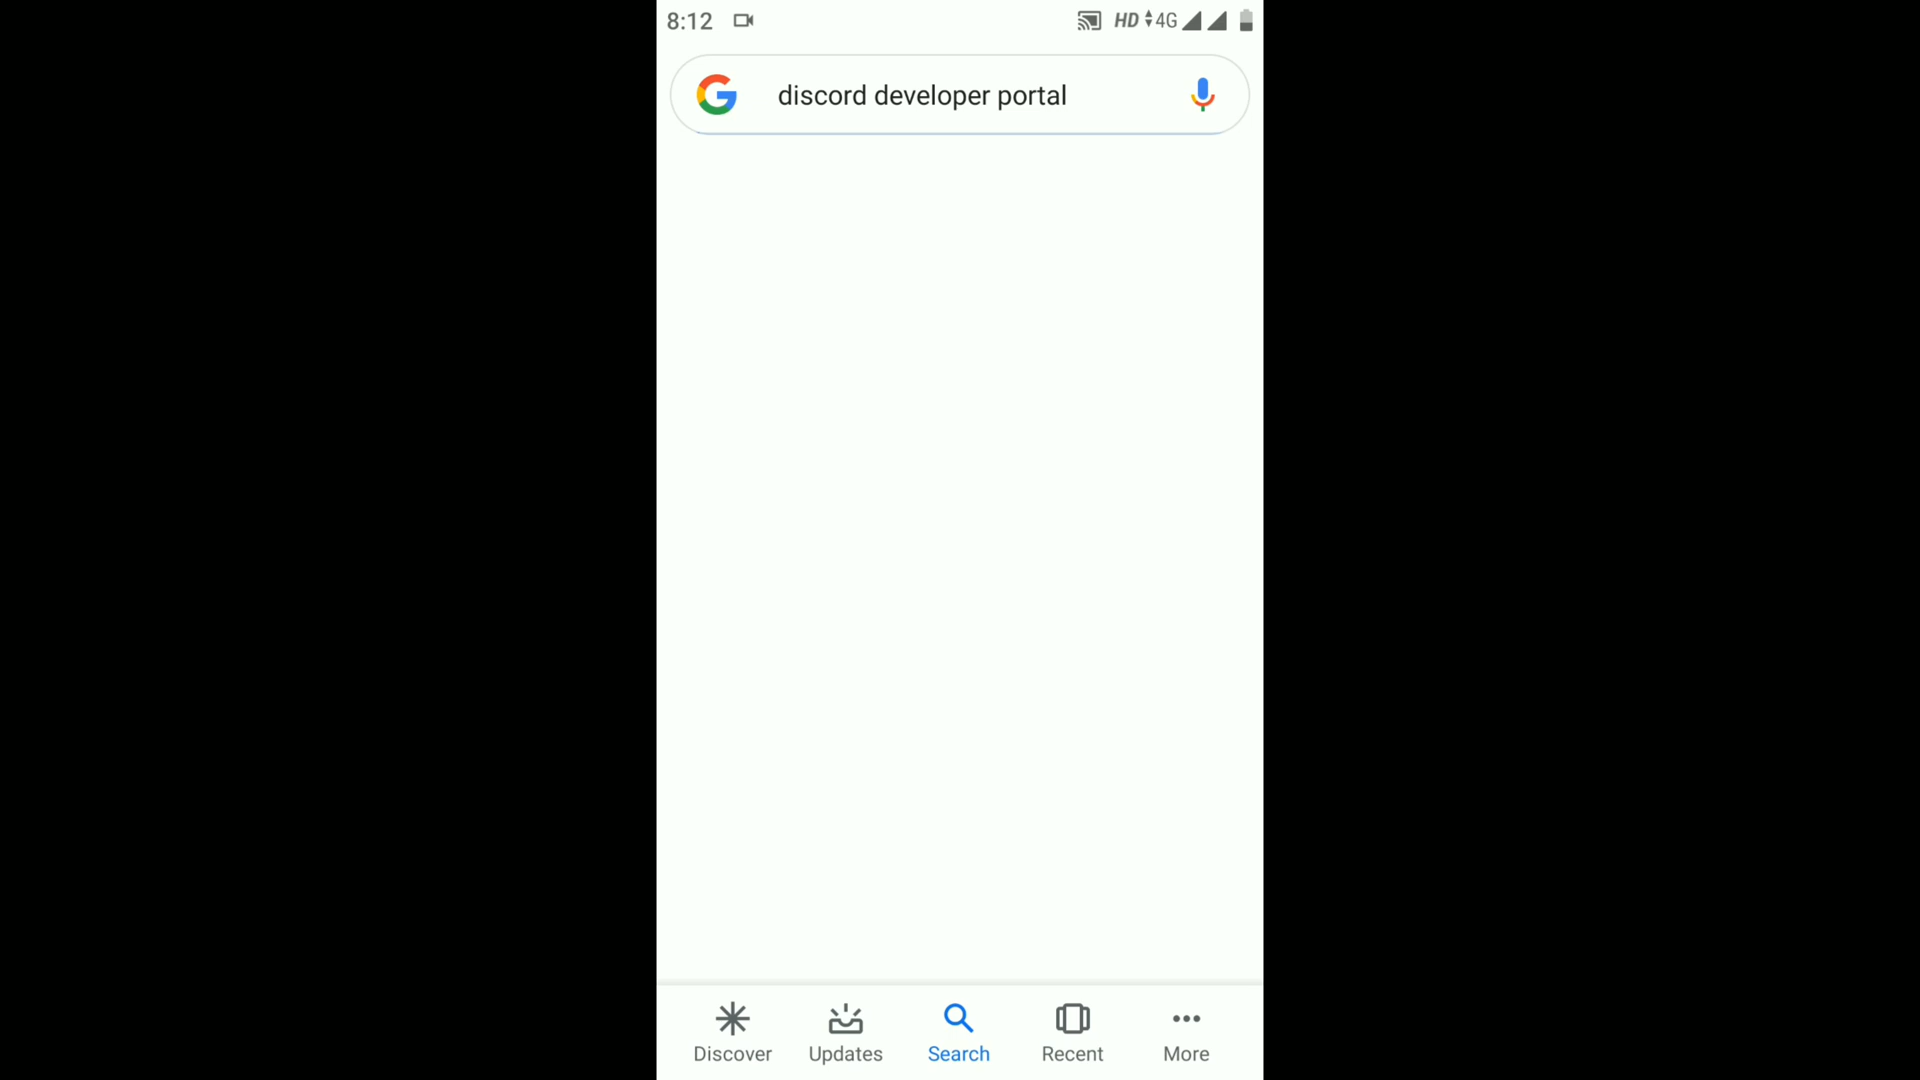 8:12 HD 4G
discord developer portal
Discover Updates Search Recent More